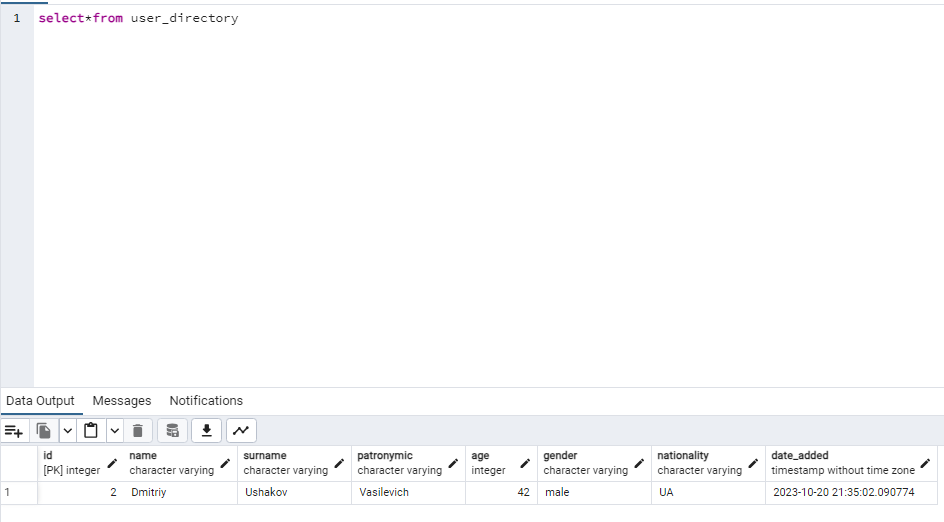 1 select*from user_directory
Data Output Messages Notifications
id name surname patronymic age gender nationality date_added
[PK] integer character varying character varying character varying integer character varying character varying timestamp without time zone
1 2 Dmitriy Ushakov Vasilevich 42 male UA 2023-10-20 21:35:02.090774